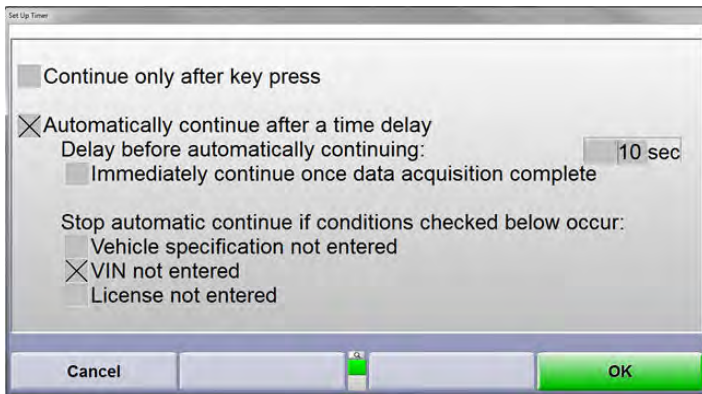 Set Up Timer
Continue only after key press
Automatically continue after a time delay
Delay before automatically continuing: 10 sec
Immediately continue once data acquisition complete
Stop automatic continue if conditions checked below occur:
Vehicle specification not entered
VIN not entered
License not entered
Cancel OK